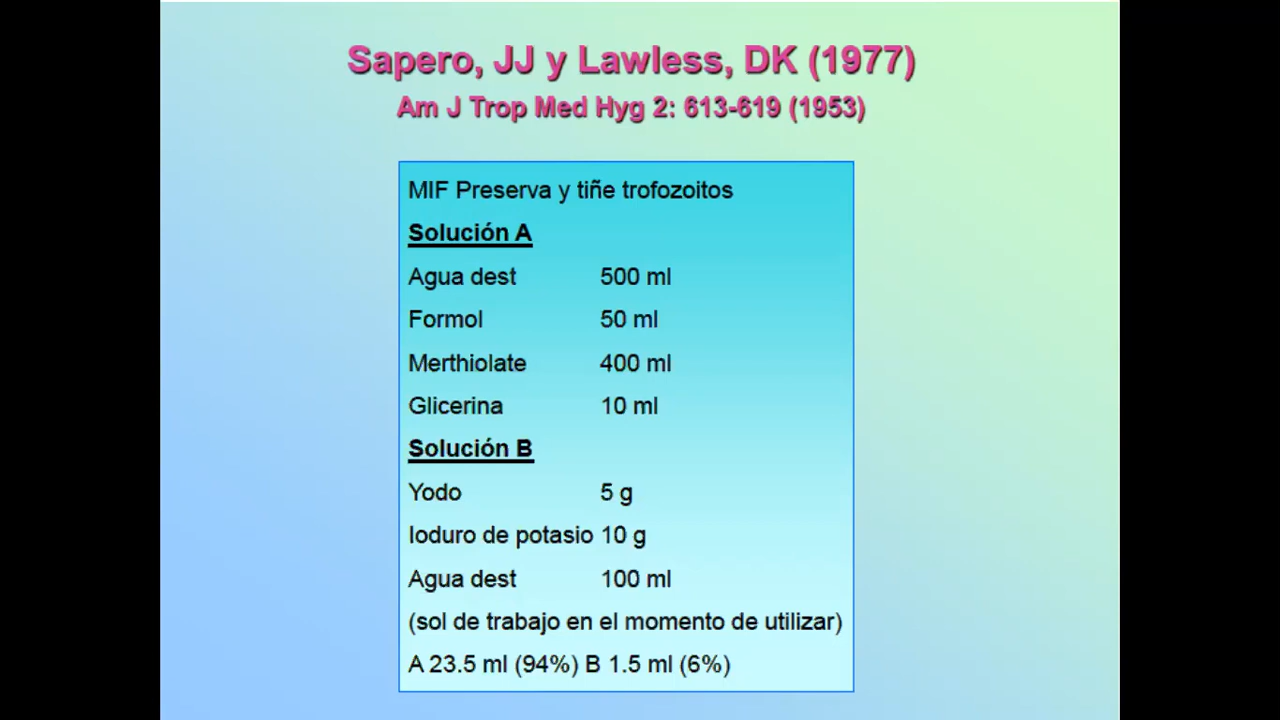 Sapero, JJ y Lawless, DK (1977)
Am J Trop Med Hyg 2: 613-619 (1953)
MIF Preserva y tiñe trofozoitos
Solución A
Agua dest 500 ml
Formol 50 ml
Merthiolate 400 ml
Glicerina 10 ml
Solución B
Yodo 5 g
Ioduro de potasio 10 g
Agua dest 100 ml
(sol de trabajo en el momento de utilizar)
A 23.5 ml (94%) B 1.5 ml (6%)